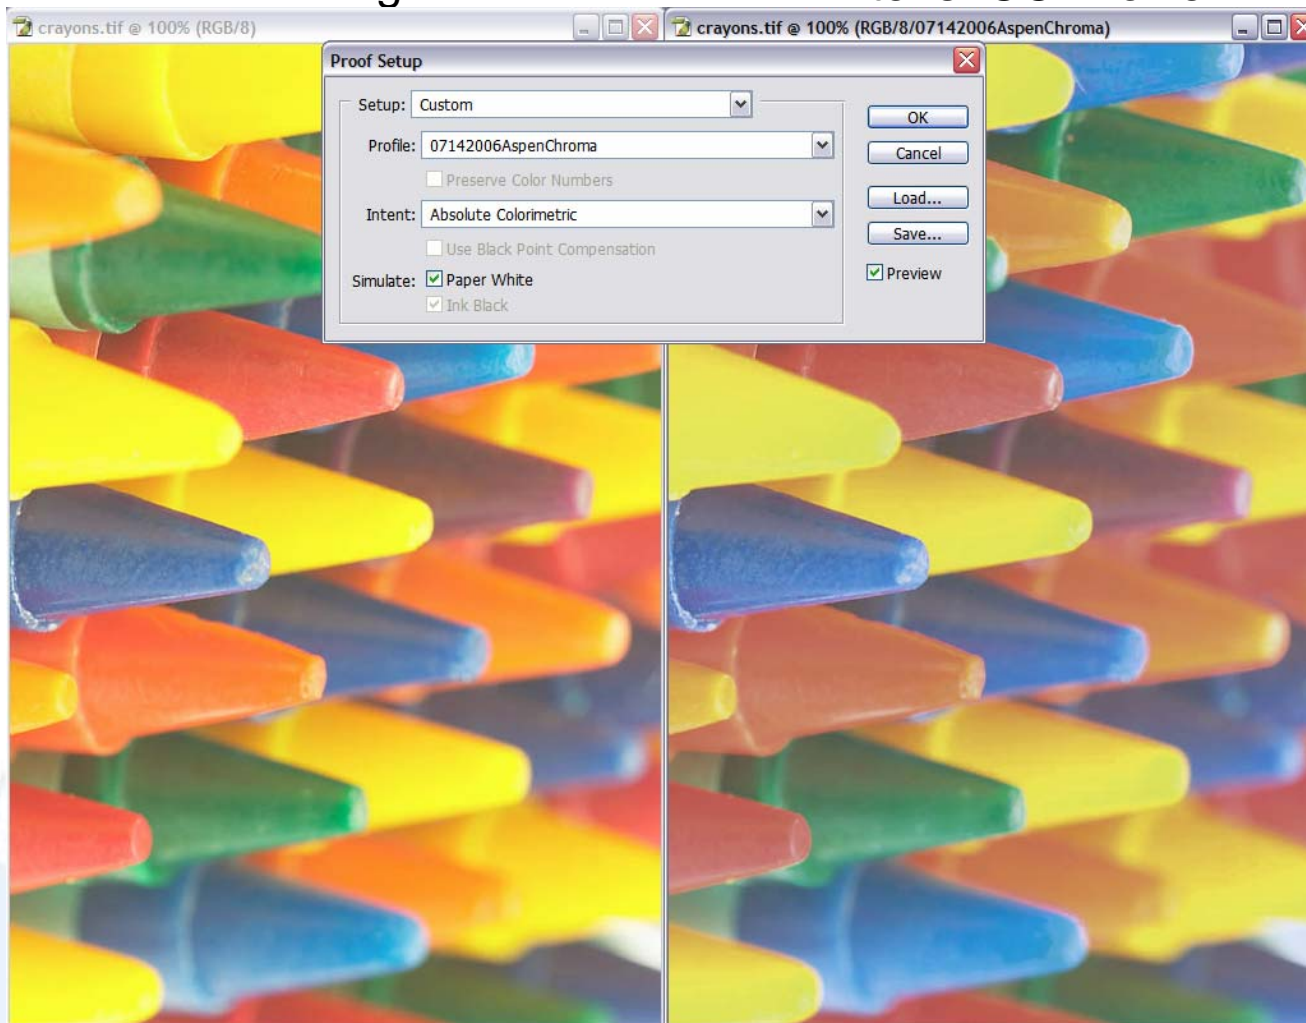 crayons.tif @ 100% (RGB/8)
crayons.tif @ 100% (RGB/8/07142006AspenChroma)
Proof Setup
Setup: Custom
OK
Profile: 07142006AspenChroma
Cancel
Preserve Color Numbers
Load...
Intent: Absolute Colorimetric
Save...
Use Black Point Compensation
Simulate: Paper White
Preview
Ink Black